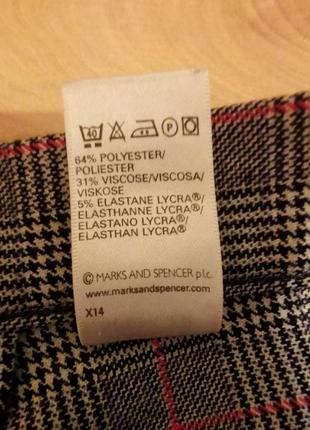 40 P
64% POLYESTER/
POLIESTER
31% VISCOSE/VISCOSA/
VISKOSE
5% ELASTANE LYCRA®/
ELASTHANNE LYCRA®/
ELASTANO LYCRA®/
ELASTHAN LYCRA®
© MARKS AND SPENCER p.l.c.
www.marksandspencer.com
X14